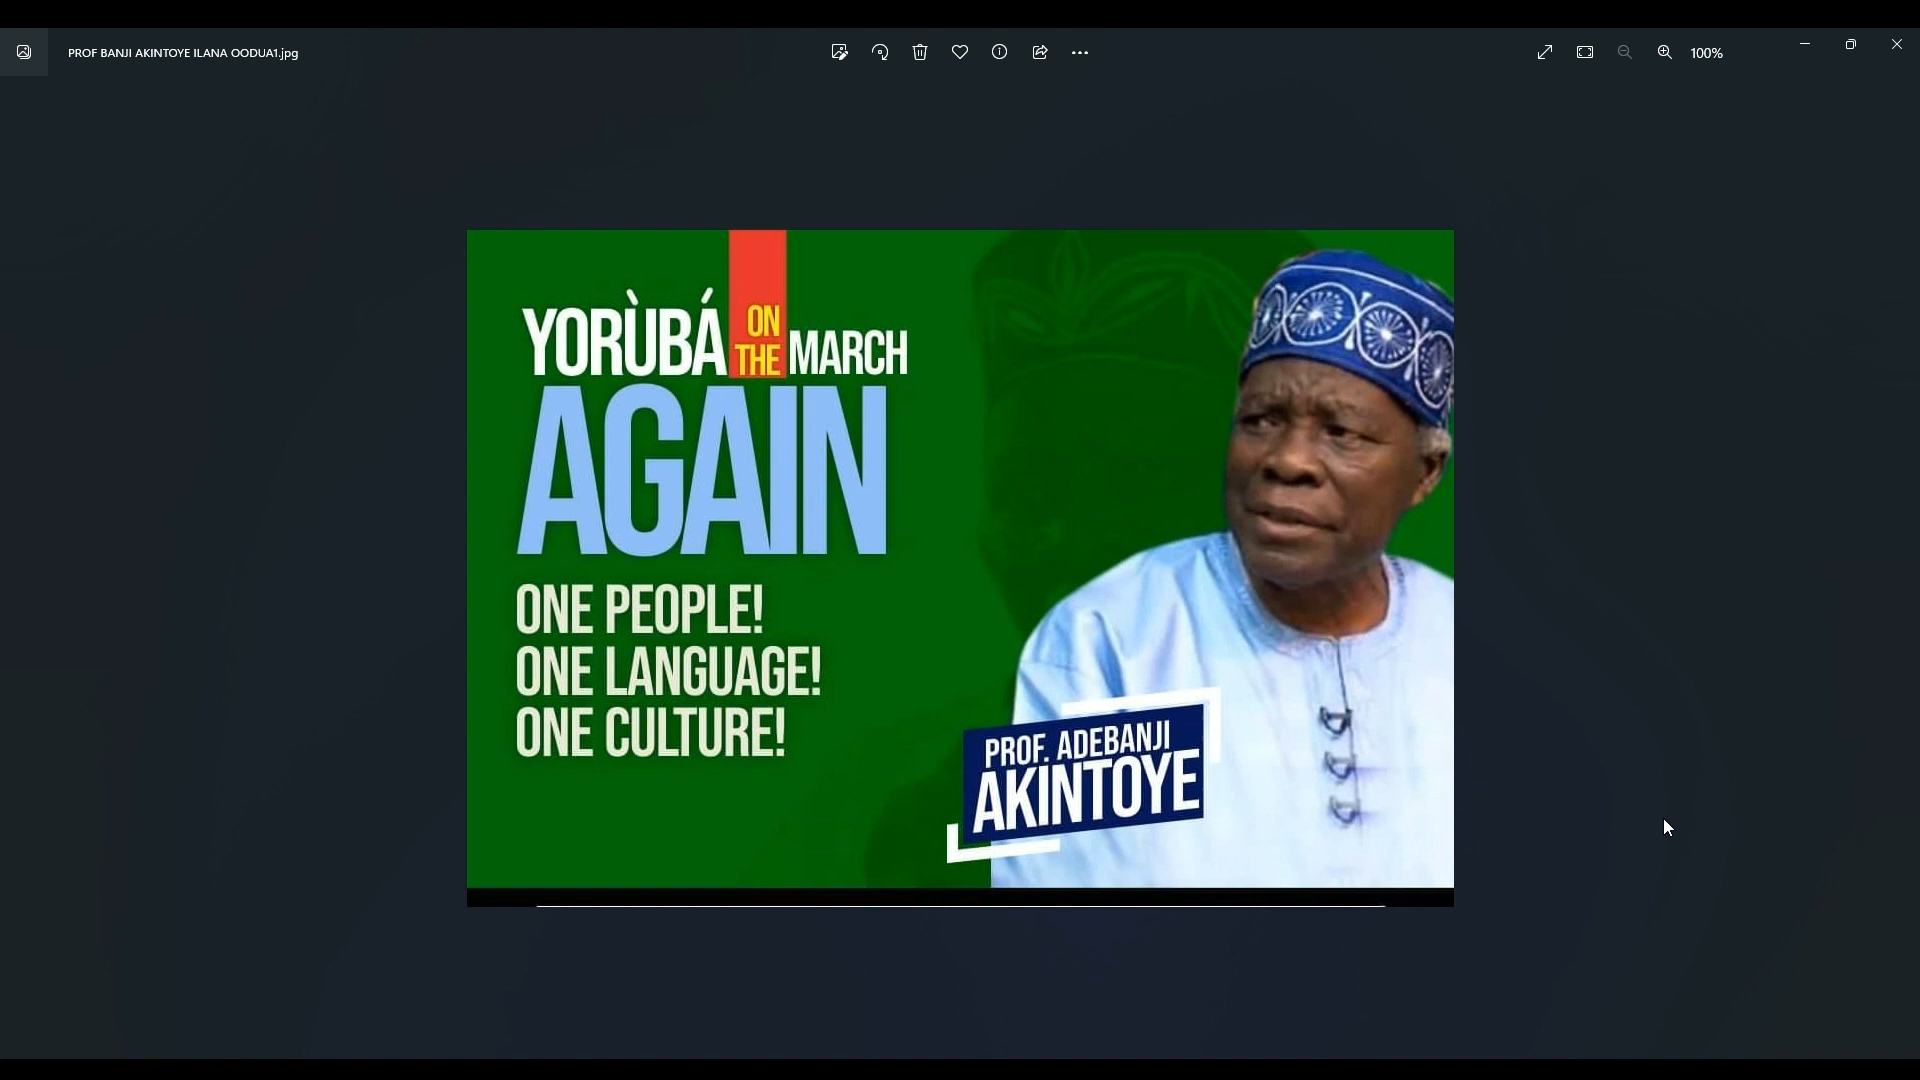 PROF BANJI AKINTOYE ILANA OODUA1.jpg
100%
YORÙBÁ ON THE MARCH
AGAIN
ONE PEOPLE!
ONE LANGUAGE!
ONE CULTURE!
PROF. ADEBANJI
AKINTOYE